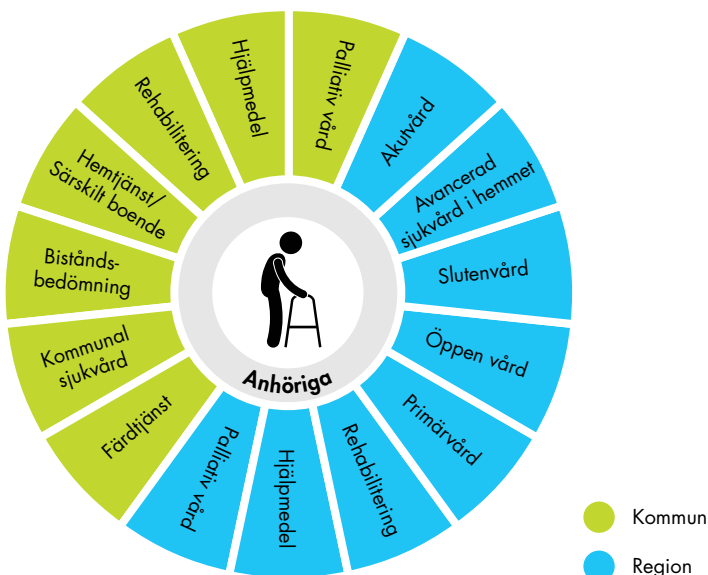 Palliativ vård
Akutvård
Avancerad
sjukvård i hemmet
Slutenvård
Öppen vård
Primärvård
Rehabilitering
Hjälpmedel
Palliativ vård
Färdtjänst
Kommunal
sjukvård
Bistånds-
bedömning
Hemtjänst/
Särskilt boende
Rehabilitering
Hjälpmedel
Anhöriga
Kommun
Region